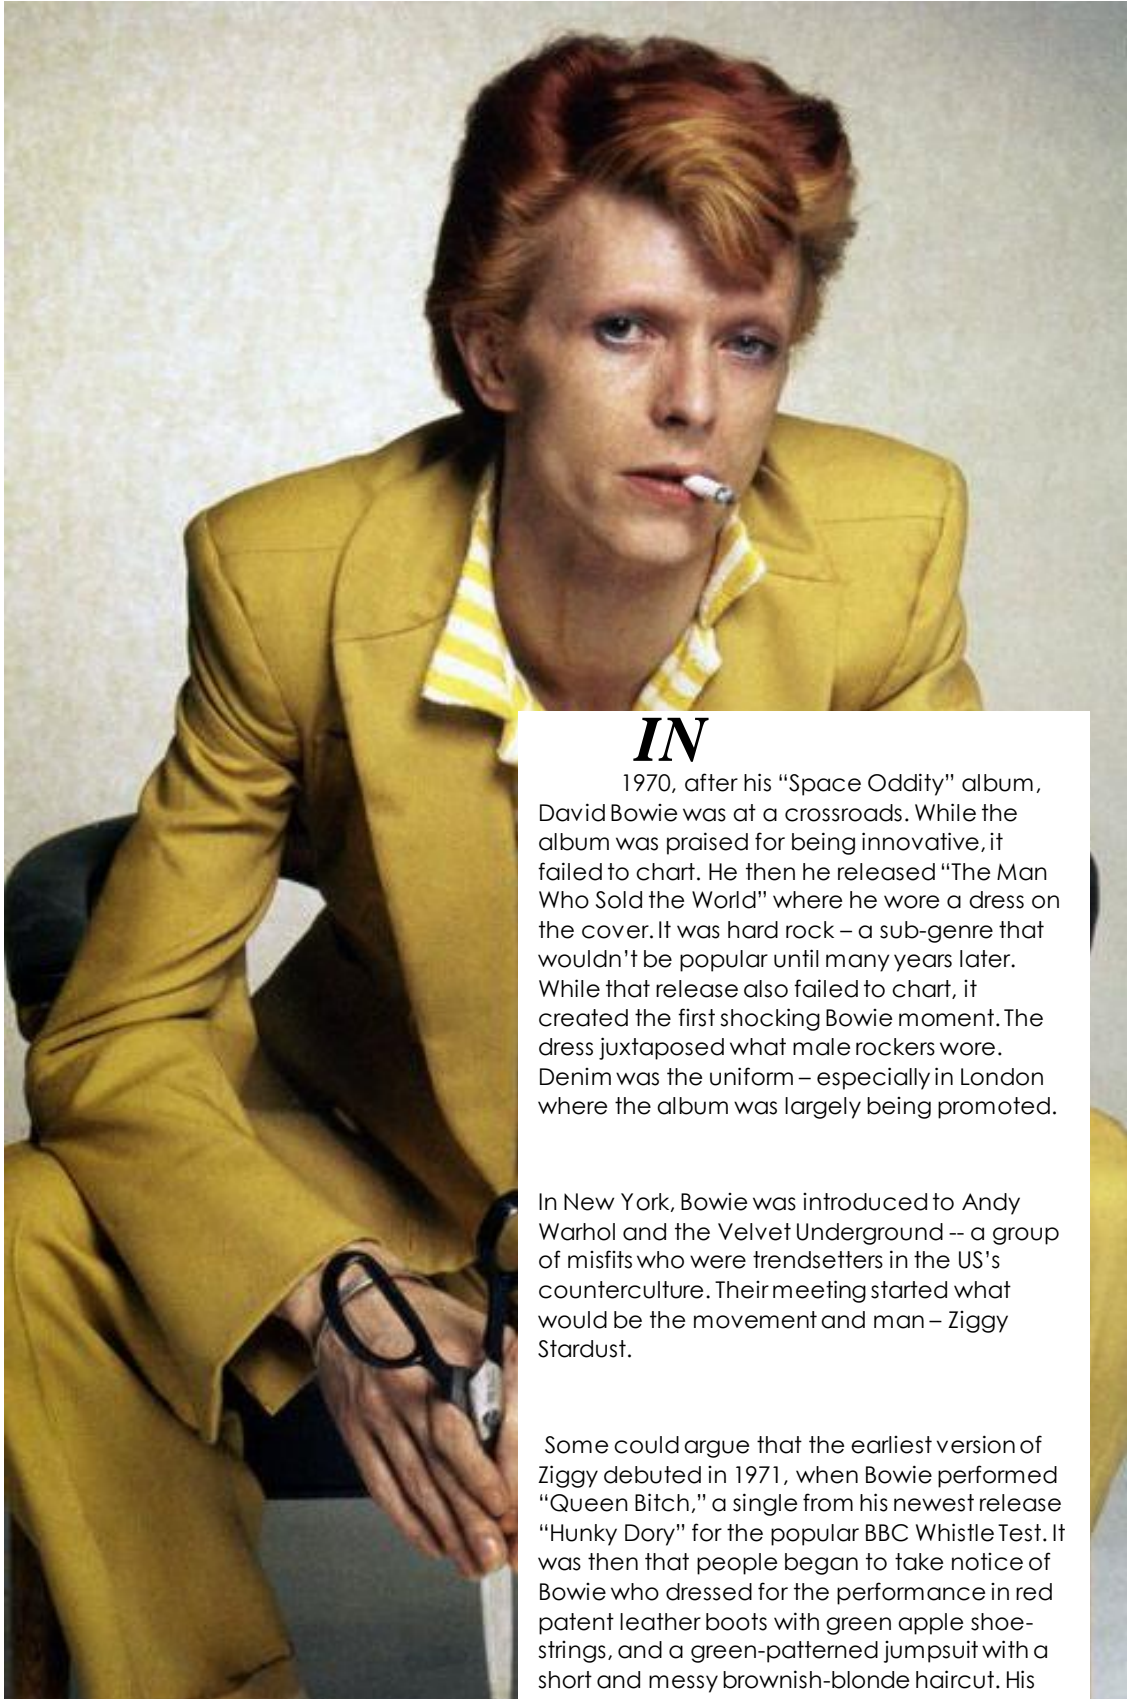 IN
1970, after his “Space Oddity” album,
David Bowie was at a crossroads. While the
album was praised for being innovative, it
failed to chart. He then he released “The Man
Who Sold the World” where he wore a dress on
the cover. It was hard rock – a sub-genre that
wouldn’t be popular until many years later.
While that release also failed to chart, it
created the first shocking Bowie moment. The
dress juxtaposed what male rockers wore.
Denim was the uniform – especially in London
where the album was largely being promoted.
In New York, Bowie was introduced to Andy
Warhol and the Velvet Underground -- a group
of misfits who were trendsetters in the US’s
counterculture. Their meeting started what
would be the movement and man – Ziggy
Stardust.
Some could argue that the earliest version of
Ziggy debuted in 1971, when Bowie performed
“Queen Bitch,” a single from his newest release
“Hunky Dory” for the popular BBC Whistle Test. It
was then that people began to take notice of
Bowie who dressed for the performance in red
patent leather boots with green apple shoe-
strings, and a green-patterned jumpsuit with a
short and messy brownish-blonde haircut. His